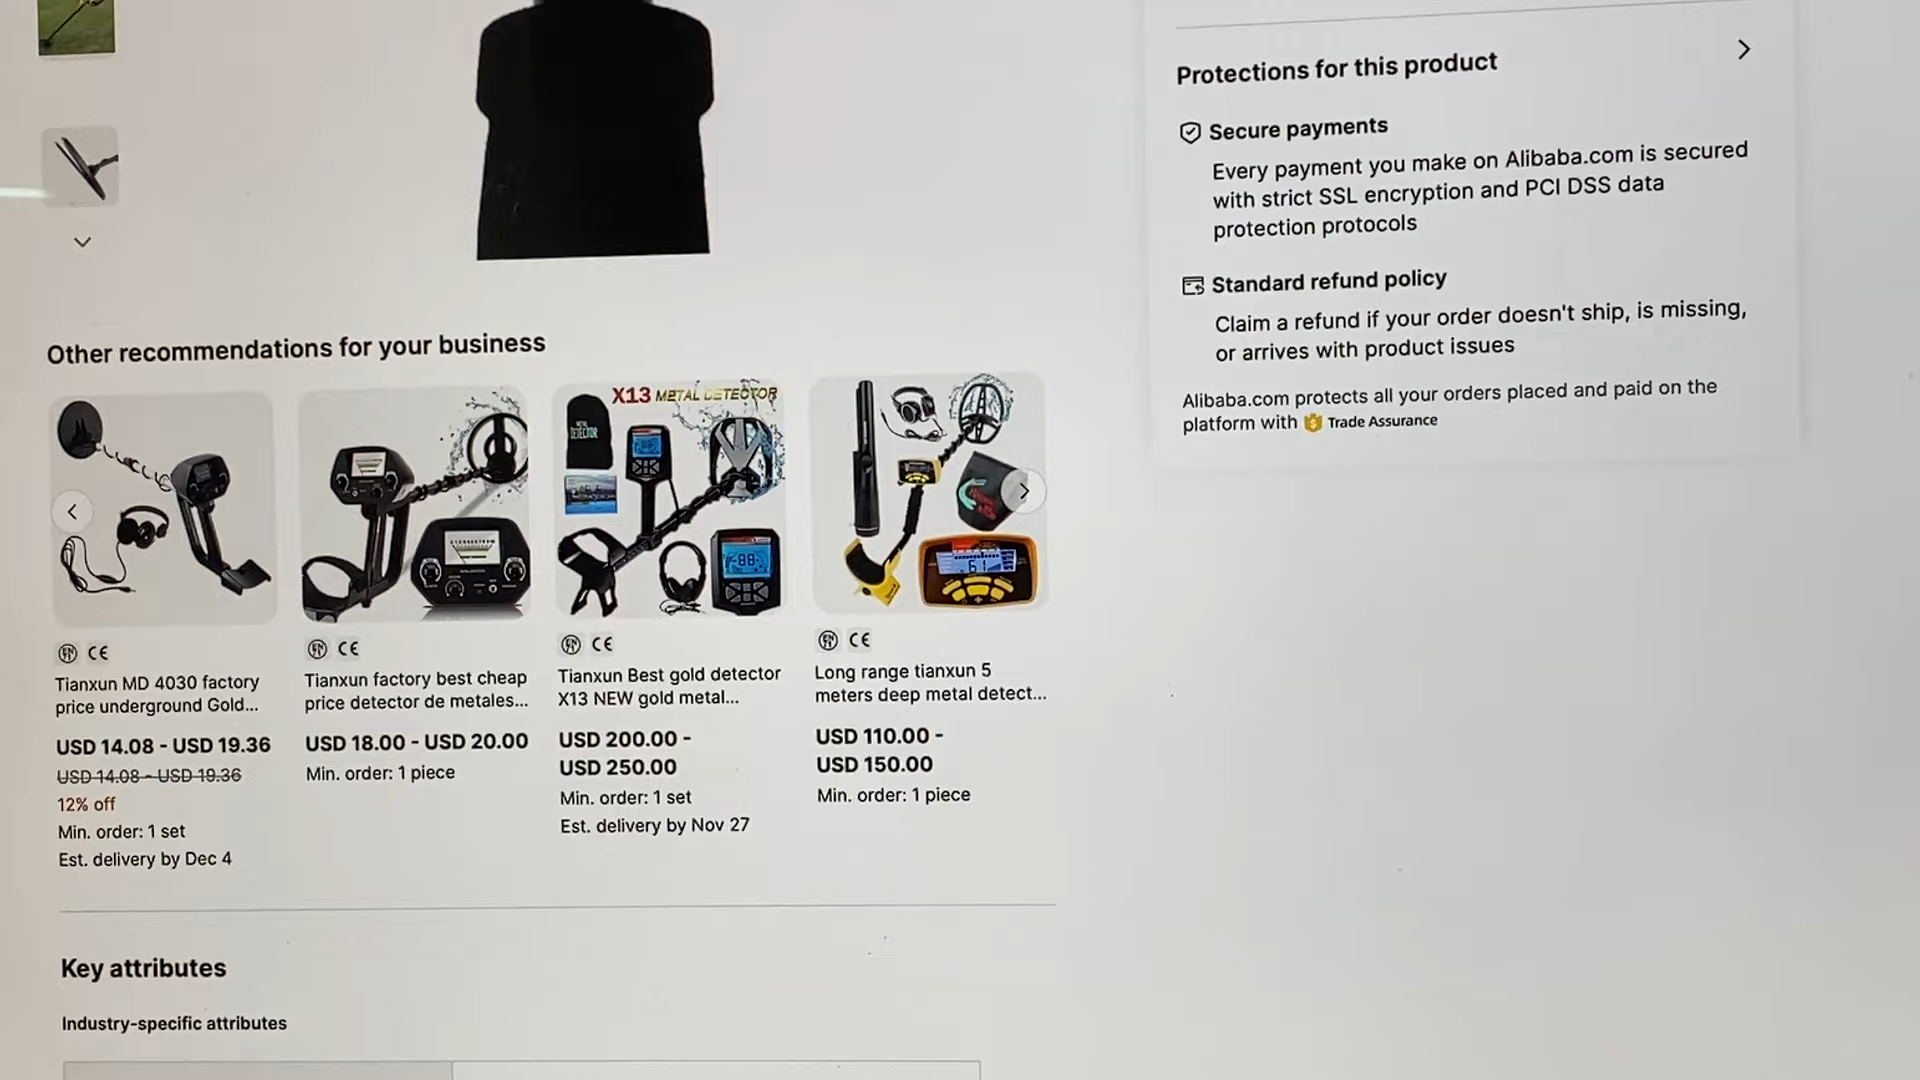 Protections for this product
Secure payments
Every payment you make on Alibaba.com is secured
with strict SSL encryption and PCI DSS data
protection protocols
Standard refund policy
Claim a refund if your order doesn't ship, is missing,
or arrives with product issues
Alibaba.com protects all your orders placed and paid on the
platform with Trade Assurance
Other recommendations for your business
X13 METAL DETECTOR
METAL
DETECTOR
-88-
61
CE
Tianxun MD 4030 factory
price underground Gold...
USD 14.08 - USD 19.36
USD 14.08 - USD 19.36
12% off
Min. order: 1 set
Est. delivery by Dec 4
CE
Tianxun factory best cheap
price detector de metales...
USD 18.00 - USD 20.00
Min. order: 1 piece
CE
Tianxun Best gold detector
X13 NEW gold metal...
USD 200.00 -
USD 250.00
Min. order: 1 set
Est. delivery by Nov 27
CE
Long range tianxun 5
meters deep metal detect...
USD 110.00 -
USD 150.00
Min. order: 1 piece
Key attributes
Industry-specific attributes